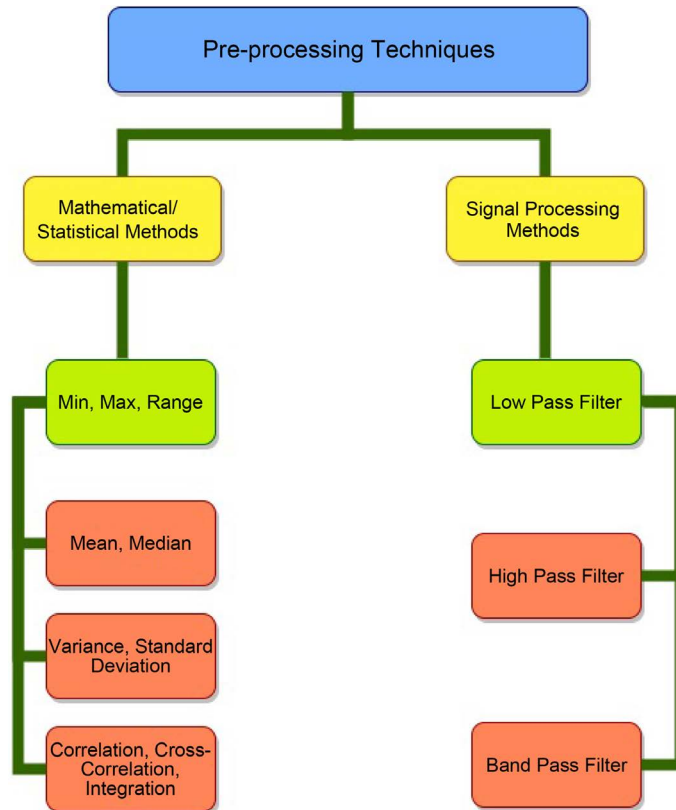 Pre-processing Techniques
Mathematical/
Statistical Methods
Signal Processing
Methods
Min, Max, Range
Low Pass Filter
Mean, Median
High Pass Filter
Variance, Standard
Deviation
Correlation, Cross-
Correlation,
Integration
Band Pass Filter